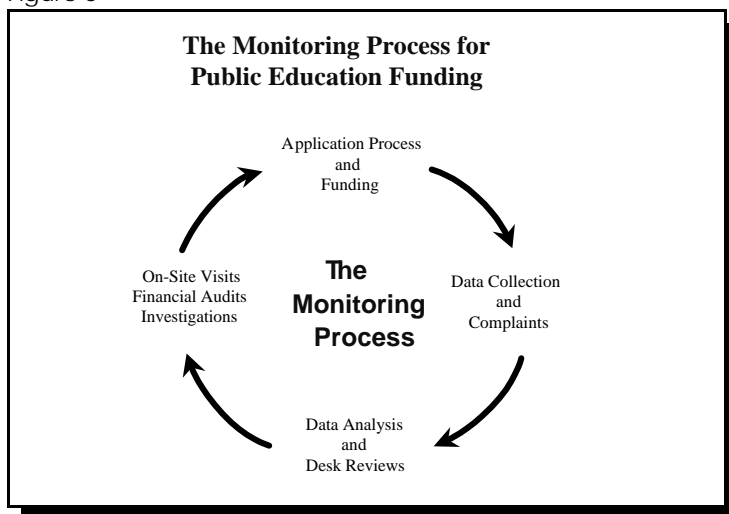 The Monitoring Process for
Public Education Funding
Application Process
and
Funding
On-Site Visits
Financial Audits
Investigations
The
Monitoring
Process
Data Collection
and
Complaints
Data Analysis
and
Desk Reviews